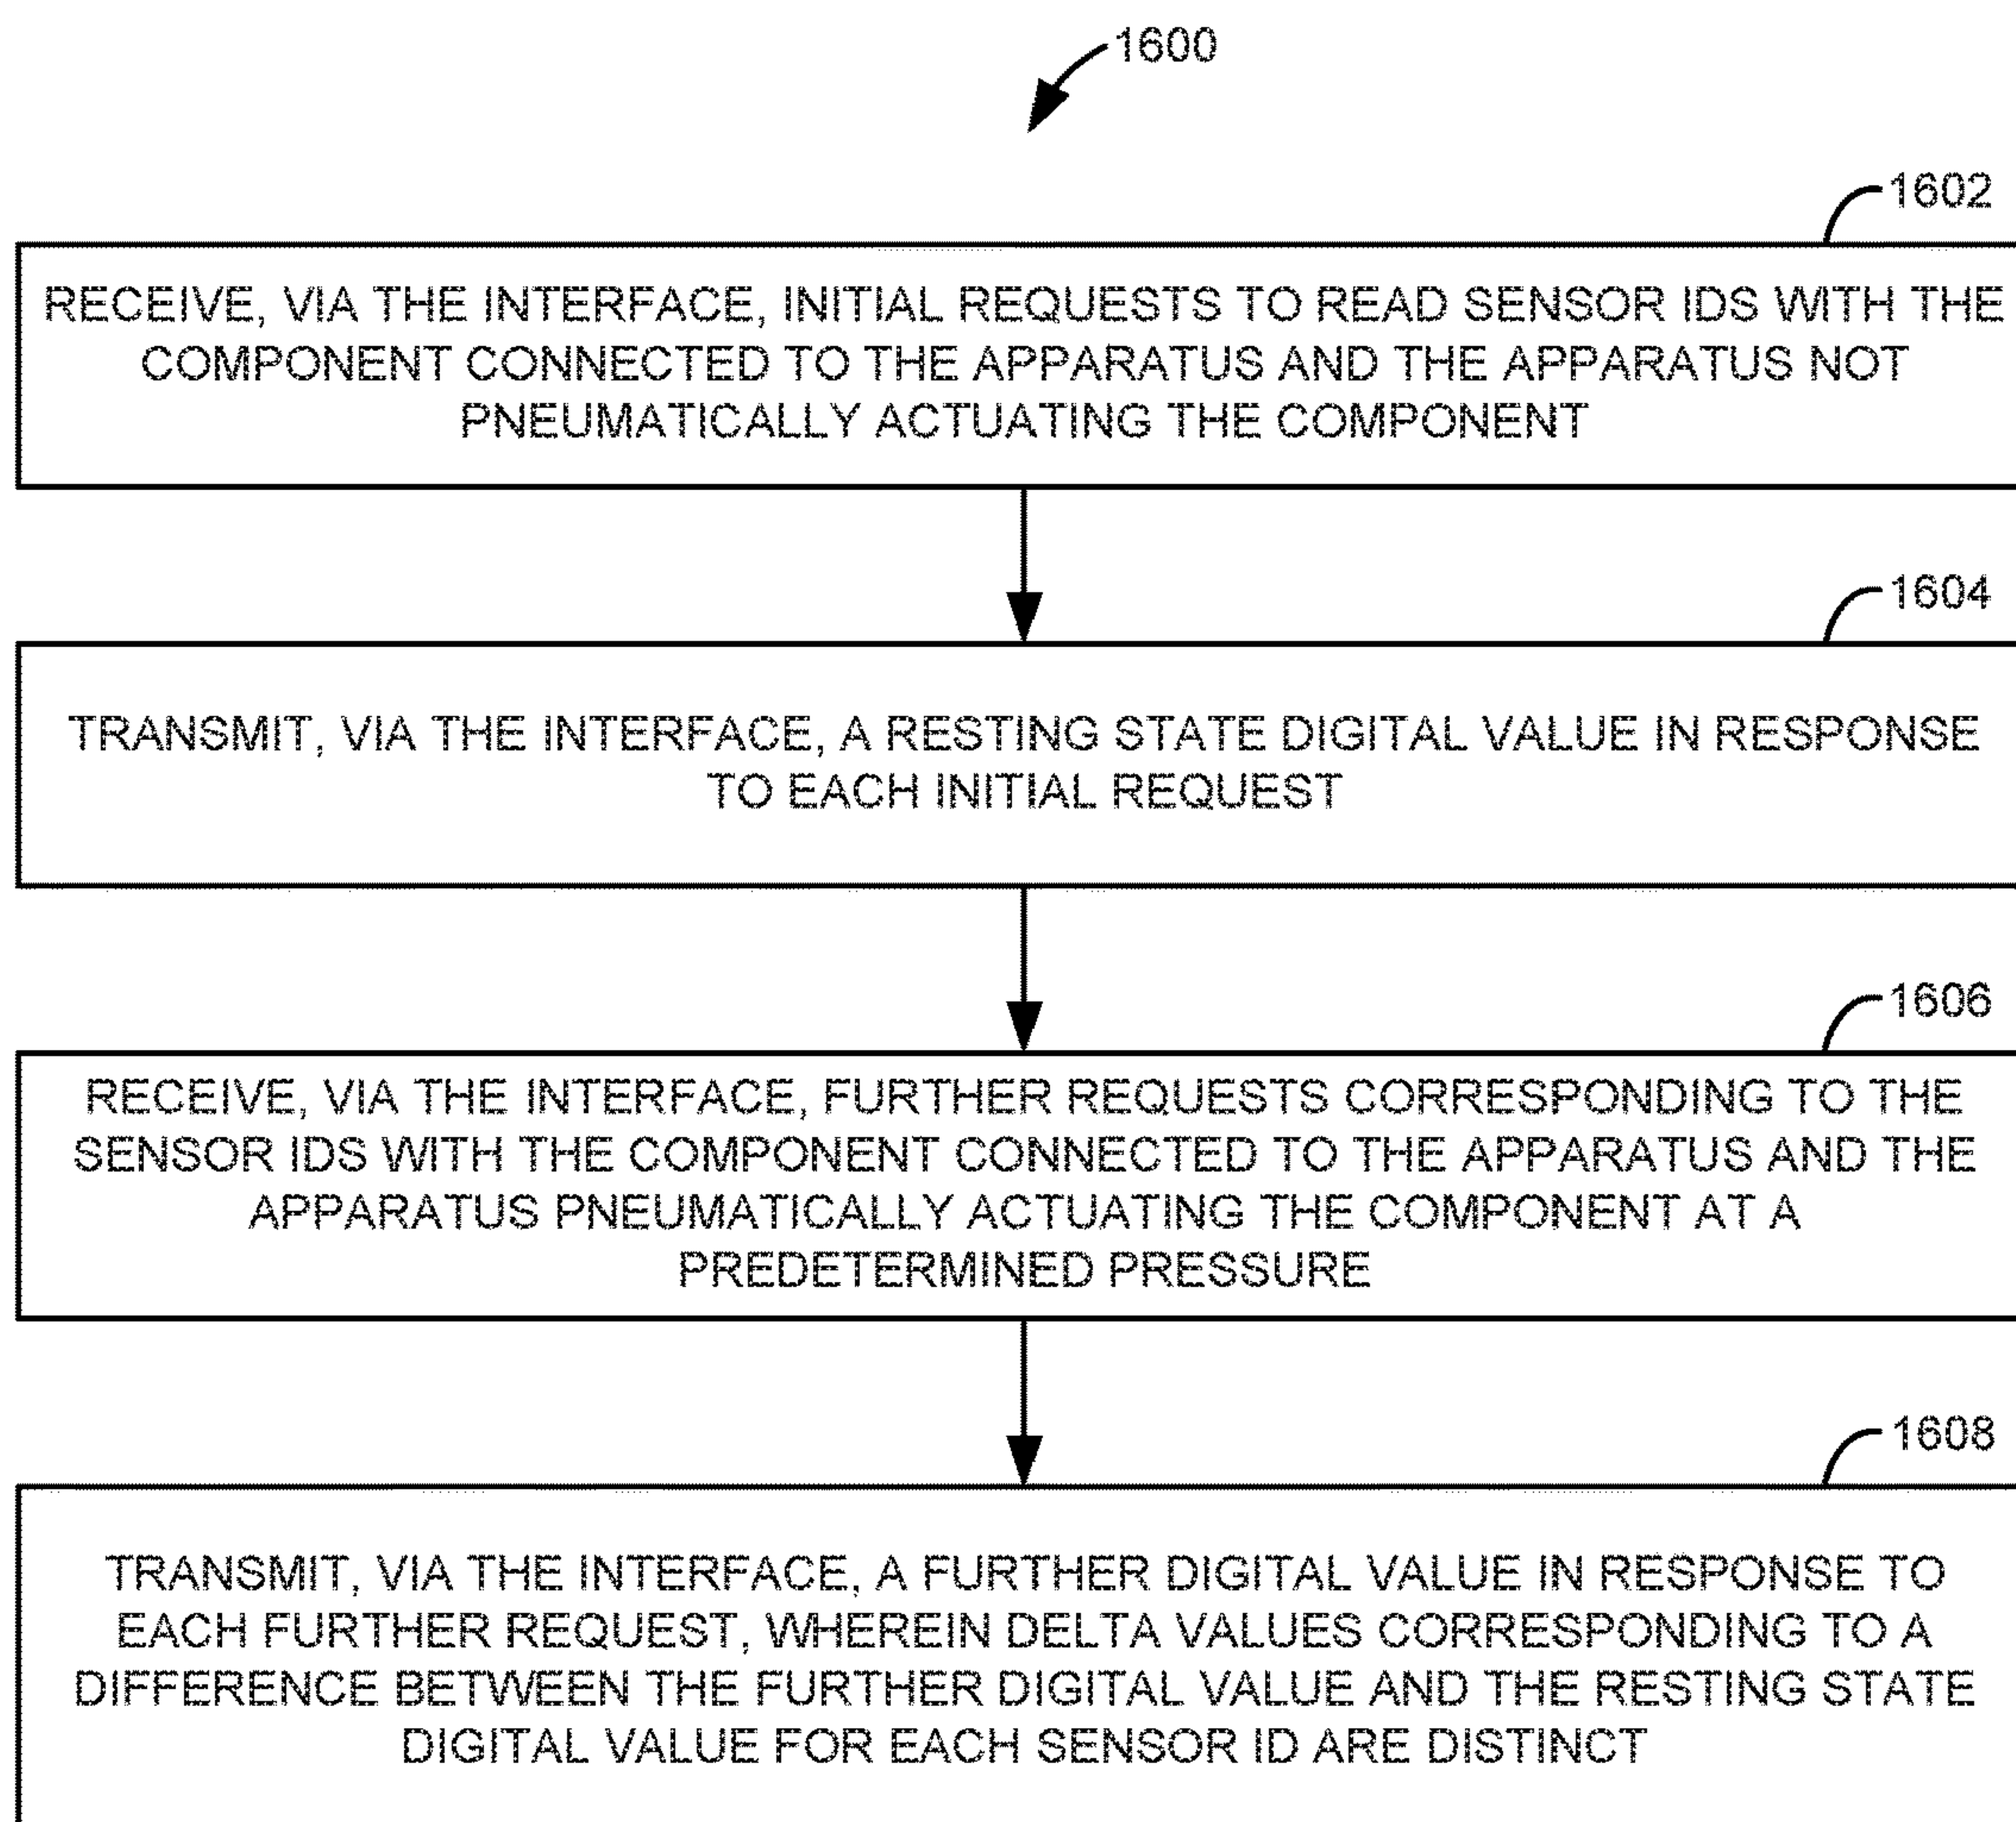 1600
1602
RECEIVE, VIA THE INTERFACE, INITIAL REQUESTS TO READ SENSOR IDS WITH THE
COMPONENT CONNECTED TO THE APPARATUS AND THE APPARATUS NOT
PNEUMATICALLY ACTUATING THE COMPONENT
1604
TRANSMIT, VIA THE INTERFACE, A RESTING STATE DIGITAL VALUE IN RESPONSE
TO EACH INITIAL REQUEST
1606
RECEIVE, VIA THE INTERFACE, FURTHER REQUESTS CORRESPONDING TO THE
SENSOR IDS WITH THE COMPONENT CONNECTED TO THE APPARATUS AND THE
APPARATUS PNEUMATICALLY ACTUATING THE COMPONENT AT A
PREDETERMINED PRESSURE
1608
TRANSMIT, VIA THE INTERFACE, A FURTHER DIGITAL VALUE IN RESPONSE TO
EACH FURTHER REQUEST, WHEREIN DELTA VALUES CORRESPONDING TO A
DIFFERENCE BETWEEN THE FURTHER DIGITAL VALUE AND THE RESTING STATE
DIGITAL VALUE FOR EACH SENSOR ID ARE DISTINCT